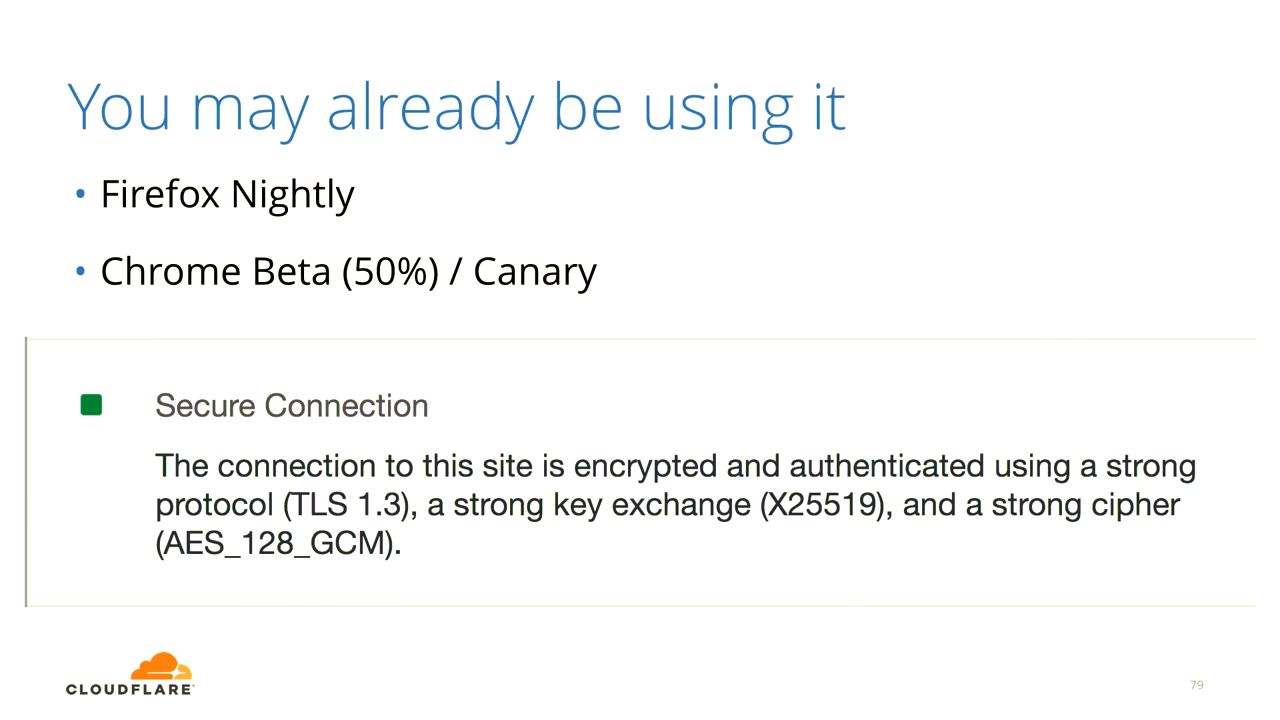 You may already be using it
• Firefox Nightly
• Chrome Beta (50%) / Canary
Secure Connection
The connection to this site is encrypted and authenticated using a strong
protocol (TLS 1.3), a strong key exchange (X25519), and a strong cipher
(AES_128_GCM).
CLOUDFLARE
79